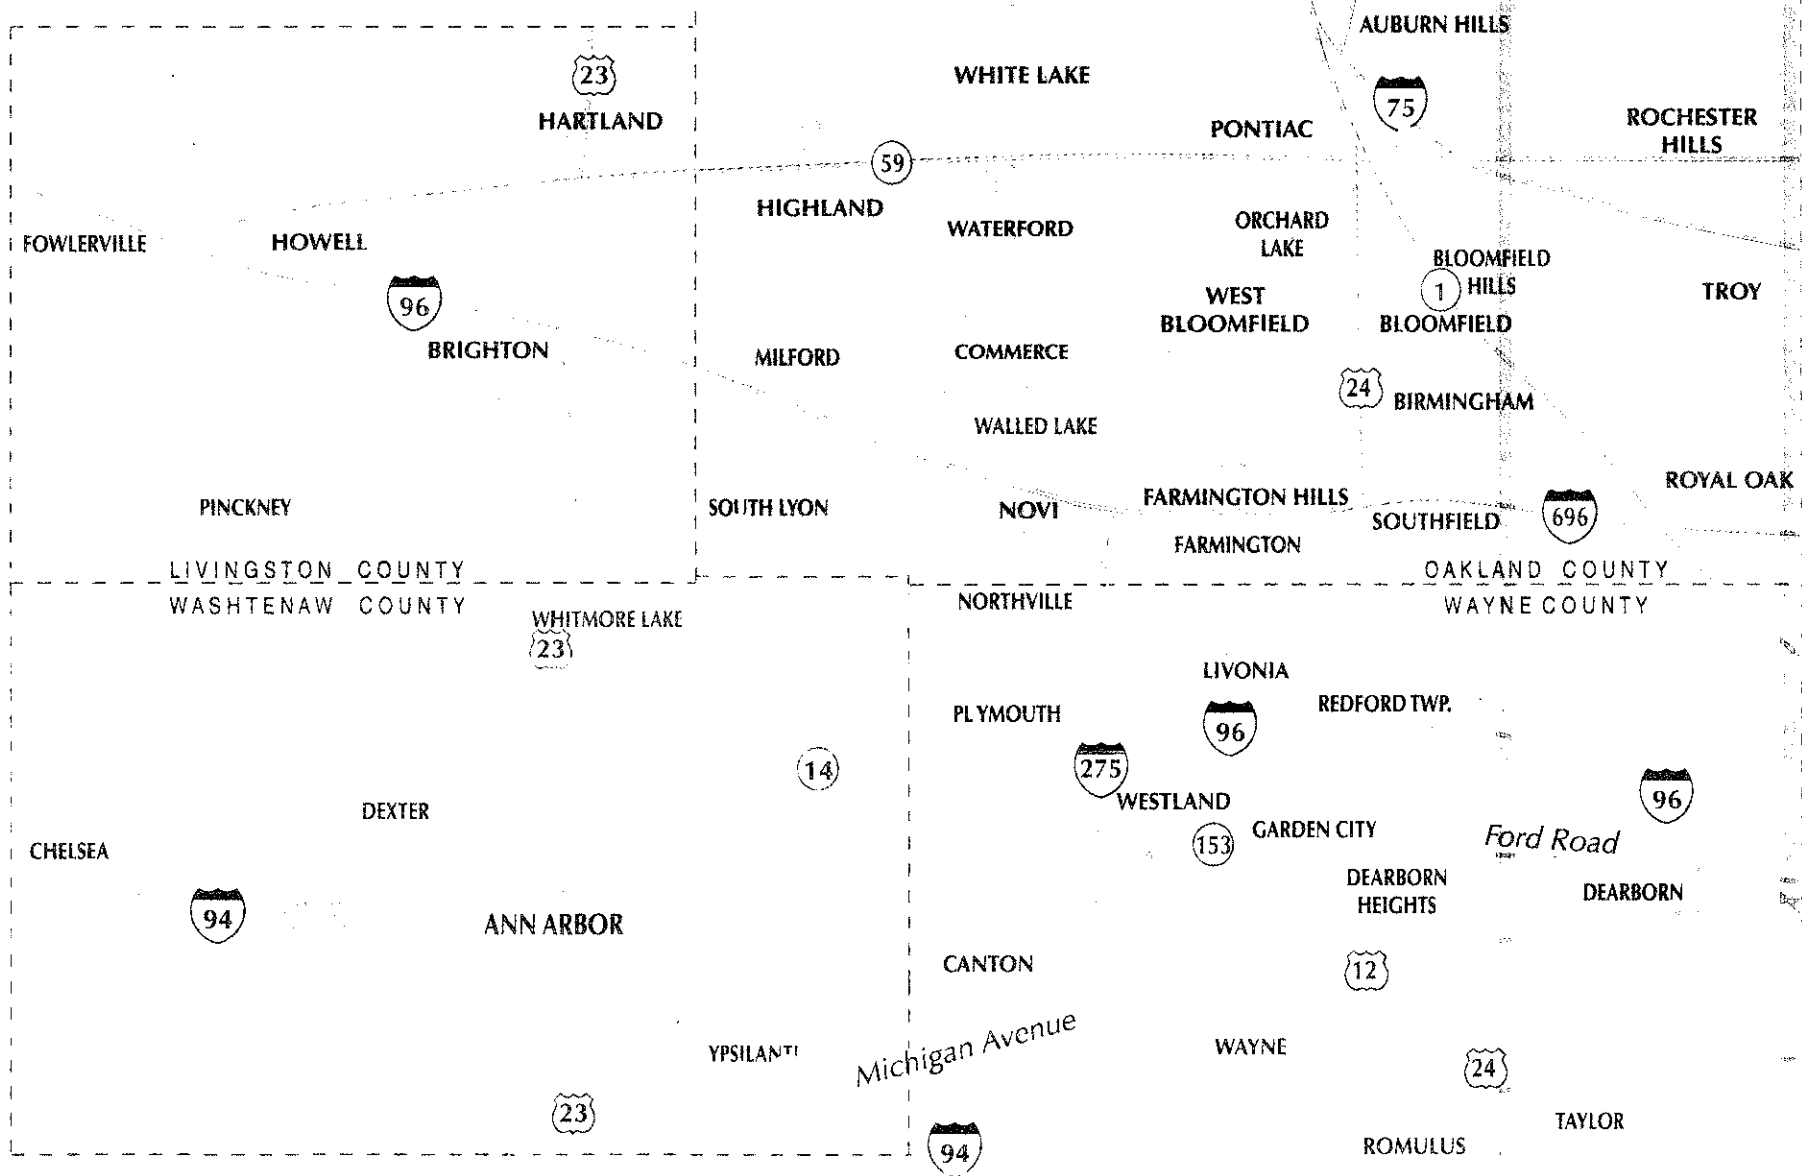 AUBURN HILLS
23
WHITE LAKE
75
HARTLAND
PONTIAC
ROCHESTER
HILLS
59
HIGHLAND
WATERFORD
ORCHARD
LAKE
FOWLERVILLE
HOWELL
BLOOMFIELD
HILLS
1
96
WEST
BLOOMFIELD
BLOOMFIELD
TROY
BRIGHTON
MILFORD
COMMERCE
24
BIRMINGHAM
WALLED LAKE
ROYAL OAK
PINCKNEY
SOUTH LYON
NOVI
FARMINGTON HILLS
SOUTHFIELD
696
FARMINGTON
LIVINGSTON COUNTY
OAKLAND COUNTY
WASHTENAW COUNTY
WAYNE COUNTY
WHITMORE LAKE
23
NORTHVILLE
LIVONIA
PLYMOUTH
96
REDFORD TWP.
14
275
WESTLAND
96
DEXTER
153
GARDEN CITY
Ford Road
CHELSEA
DEARBORN
HEIGHTS
DEARBORN
94
ANN ARBOR
CANTON
12
YPSILANTI
Michigan Avenue
WAYNE
24
23
TAYLOR
94
ROMULUS